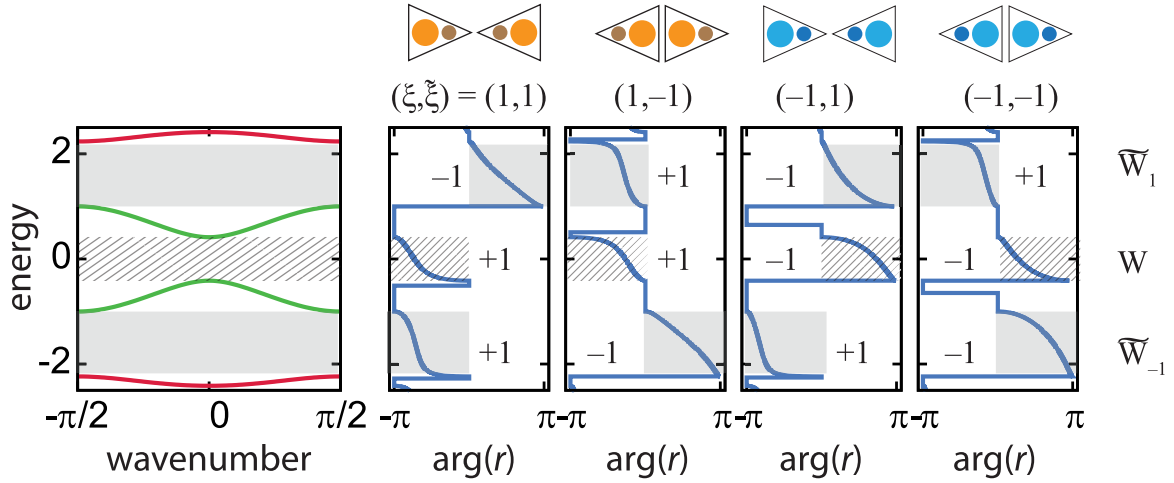 (ξ,ξ̃) = (1,1) (1,–1) (–1,1) (–1,–1)
2 –1 +1 –1 +1 W̃₁
0 +1 +1 –1 –1 W
-2 +1 –1 +1 –1 W̃₋₁
energy
-π/2 0 π/2 -π π-π π-π π-π π
wavenumber arg(r) arg(r) arg(r) arg(r)